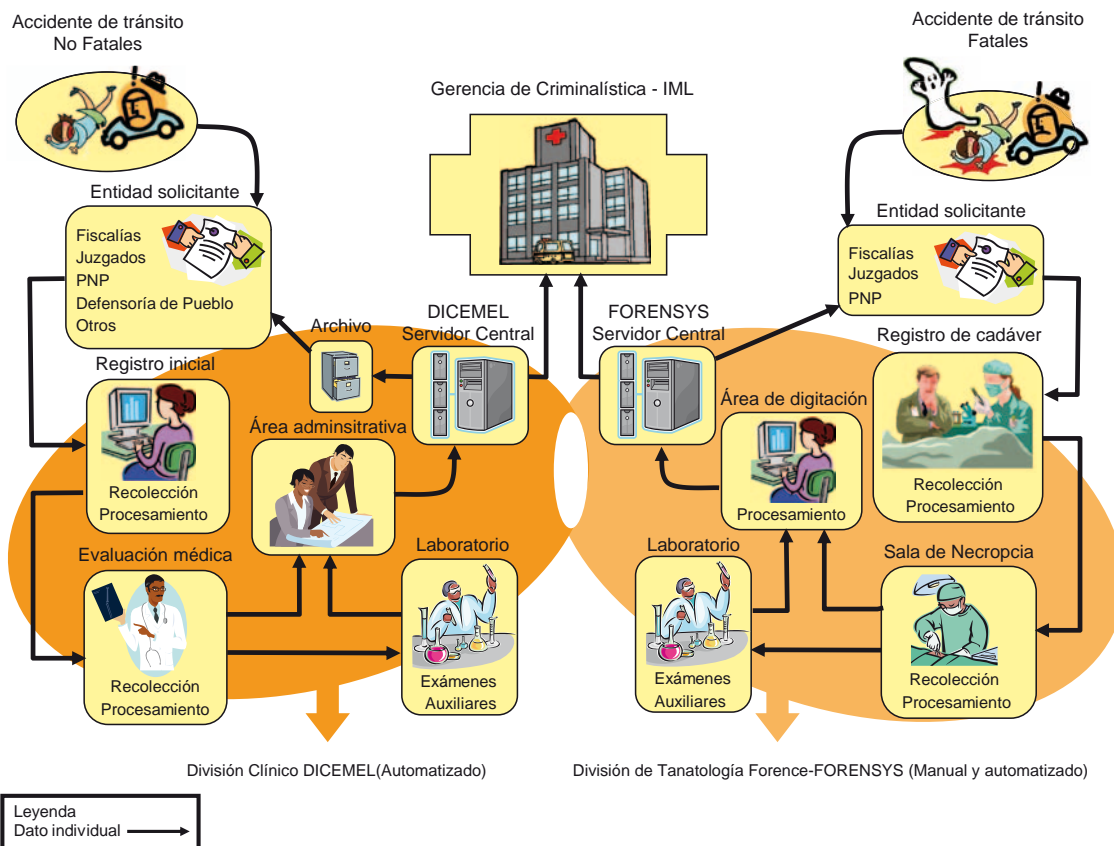 Accidente de tránsito
No Fatales
Accidente de tránsito
Fatales
Gerencia de Criminalística - IML
Entidad solicitante
Fiscalías
Juzgados
PNP
Defensoría de Pueblo
Otros
Entidad solicitante
Fiscalías
Juzgados
PNP
Archivo
DICEMEL
Servidor Central
FORENSYS
Servidor Central
Registro inicial
Recolección
Procesamiento
Área adminsitrativa
Área de digitación
Procesamiento
Registro de cadáver
Recolección
Procesamiento
Evaluación médica
Recolección
Procesamiento
Laboratorio
Exámenes
Auxiliares
Laboratorio
Exámenes
Auxiliares
Sala de Necropcia
Recolección
Procesamiento
División Clínico DICEMEL(Automatizado)
División de Tanatología Forence-FORENSYS (Manual y automatizado)
Leyenda
Dato individual